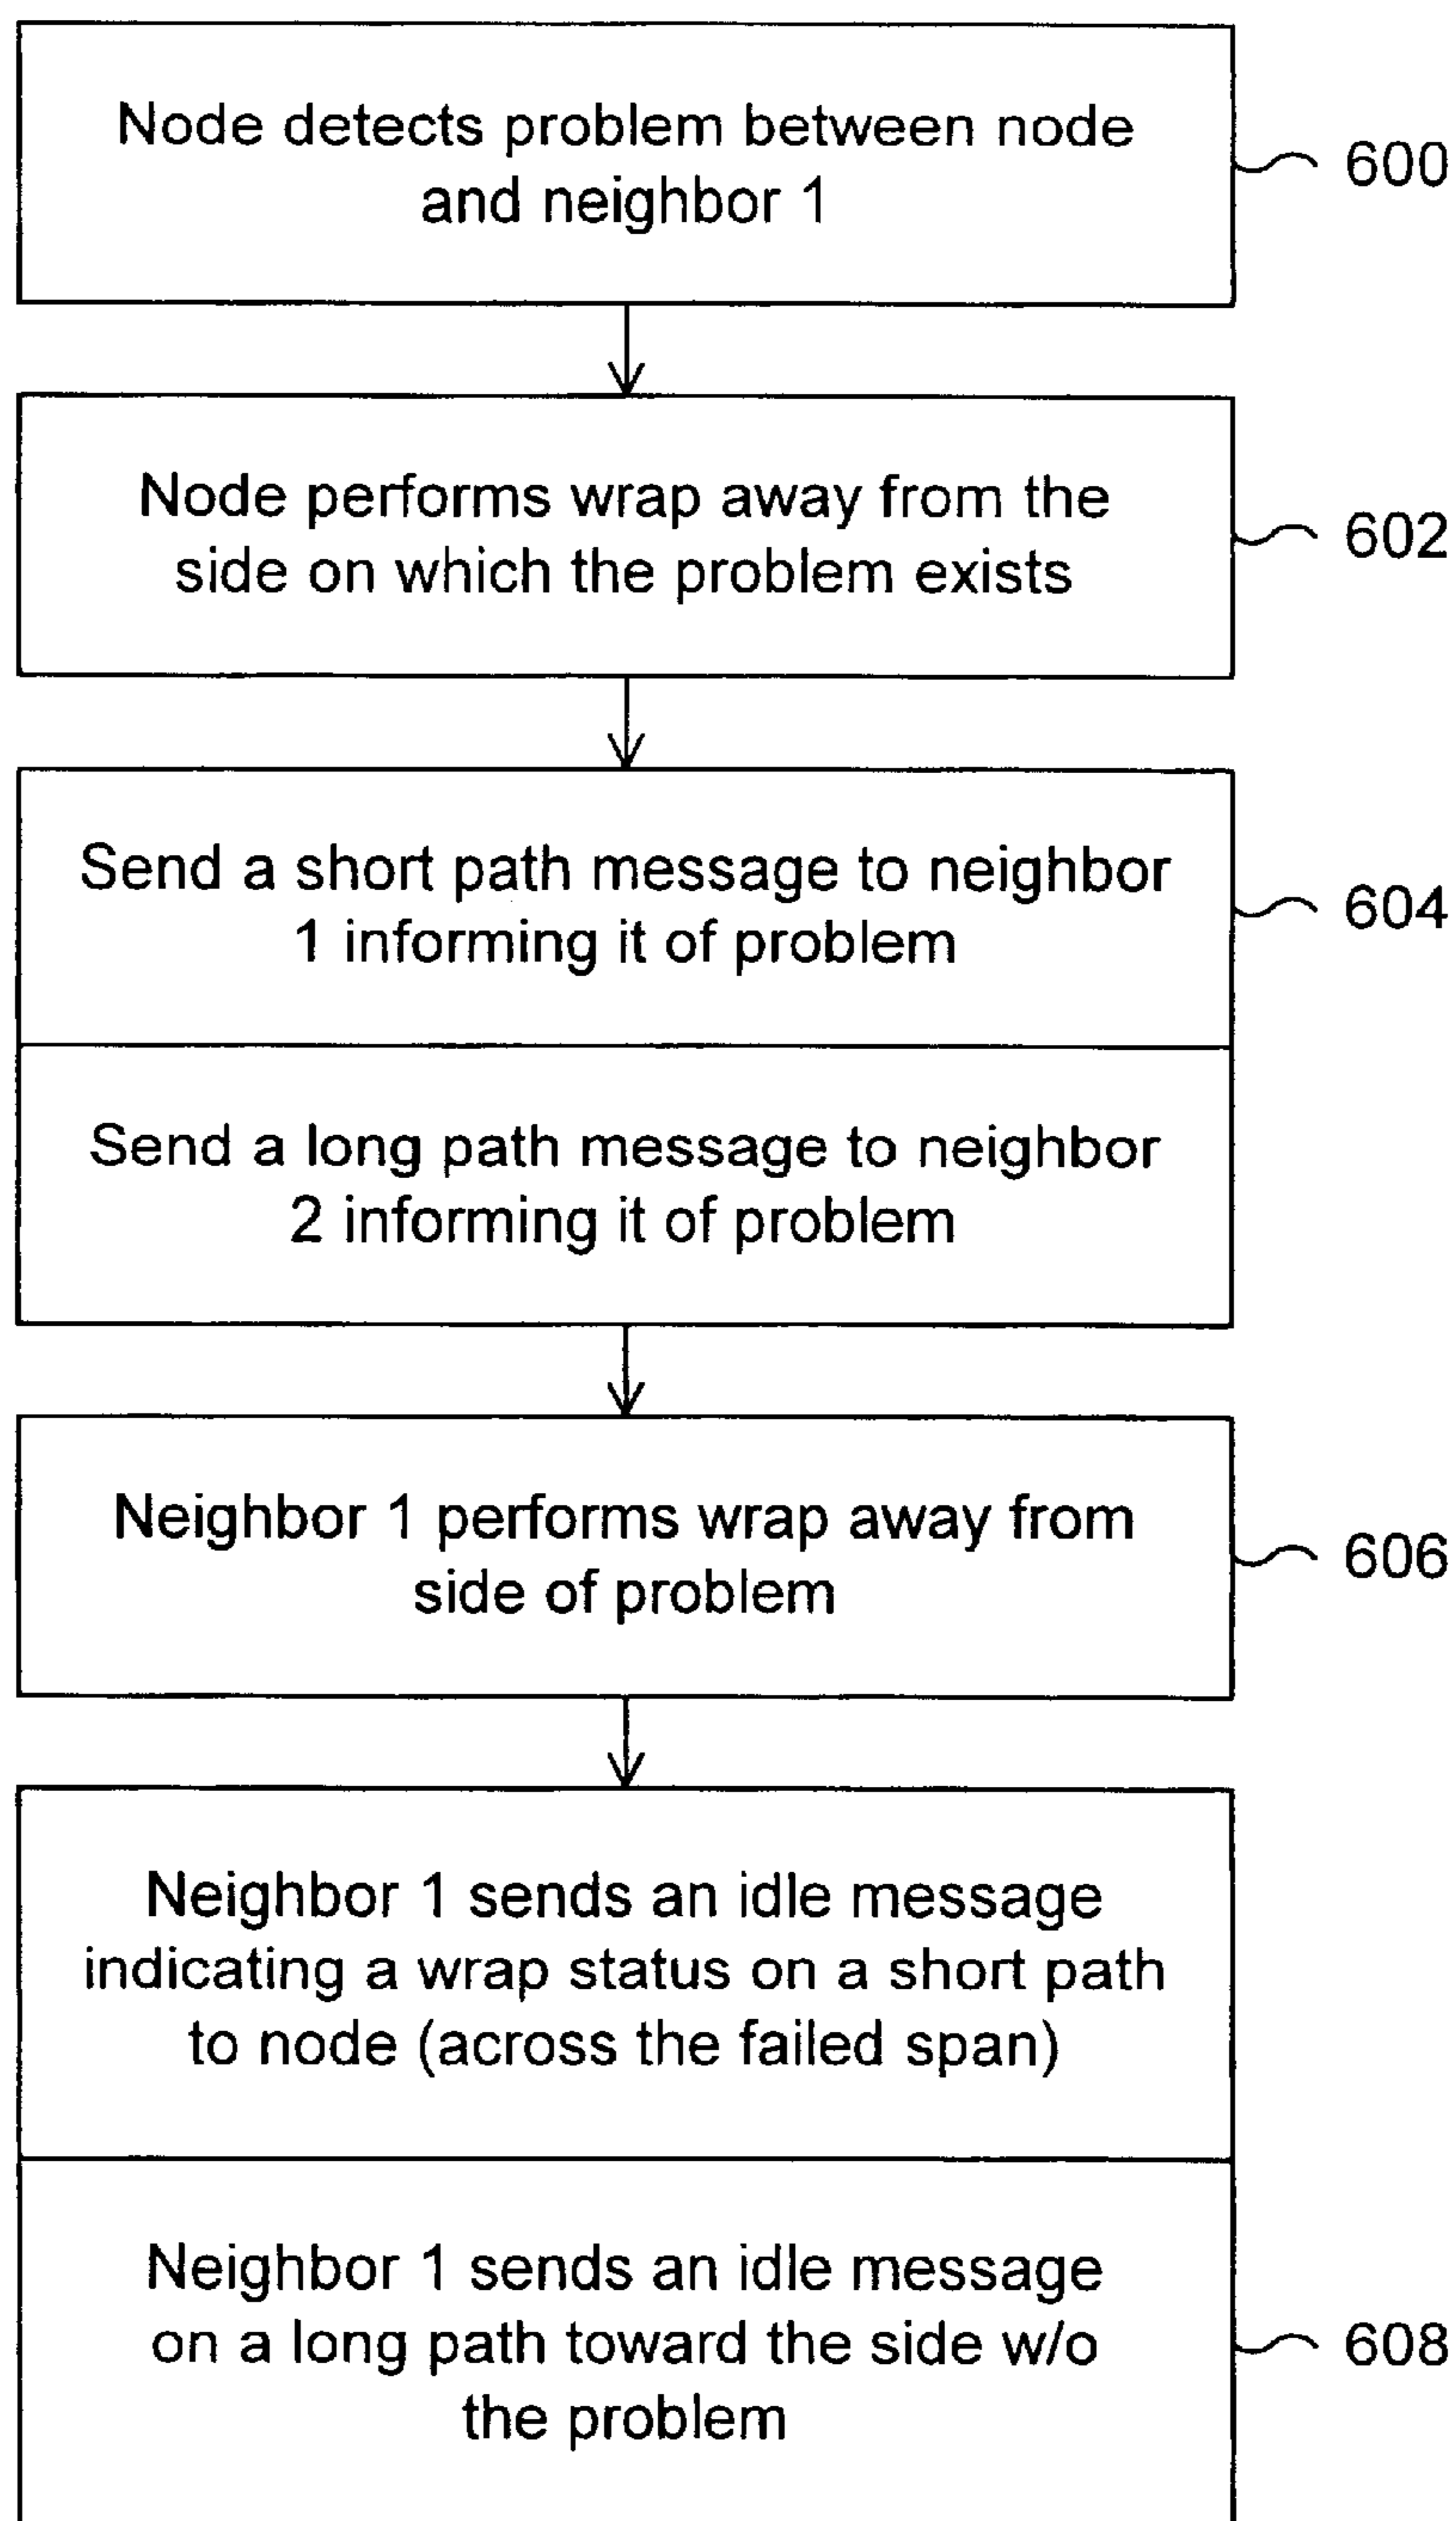 Node detects problem between node
and neighbor 1
600
Node performs wrap away from the
side on which the problem exists
602
Send a short path message to neighbor
1 informing it of problem
604
Send a long path message to neighbor
2 informing it of problem
Neighbor 1 performs wrap away from
side of problem
606
Neighbor 1 sends an idle message
indicating a wrap status on a short path
to node (across the failed span)
Neighbor 1 sends an idle message
on a long path toward the side w/o
the problem
608